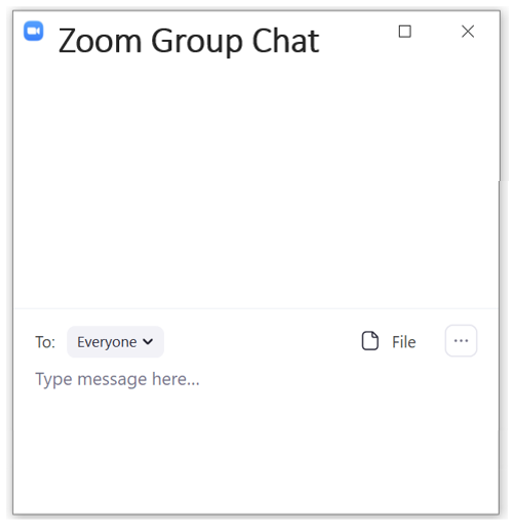 Zoom Group Chat
To: Everyone File ...
Type message here...